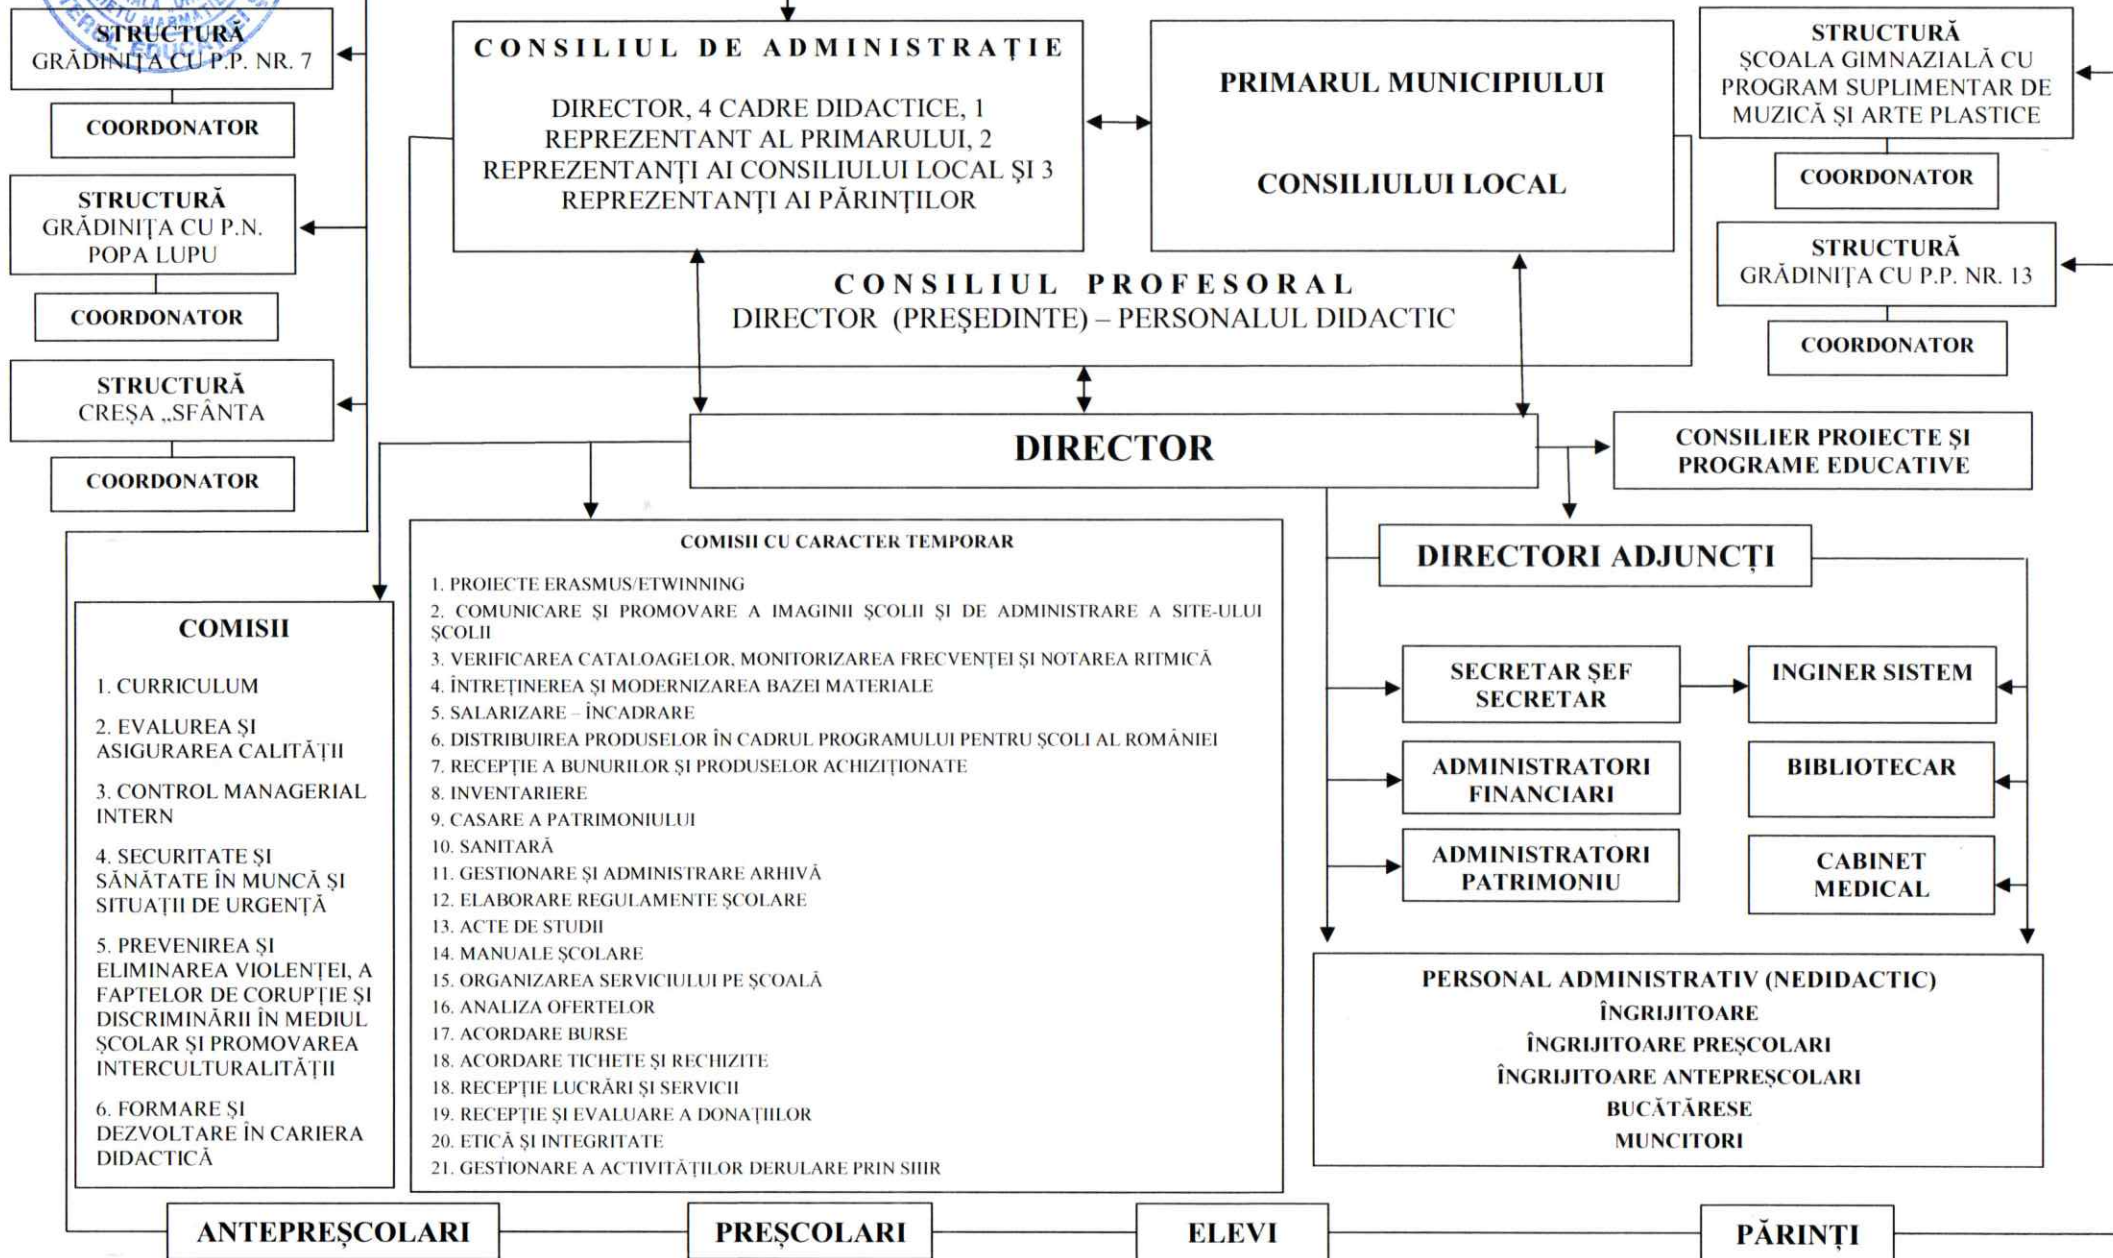 STRUCTURĂ
GRĂDINIȚA CU P.P. NR. 7
COORDONATOR
STRUCTURĂ
GRĂDINIȚA CU P.N.
POPA LUPU
COORDONATOR
STRUCTURĂ
CREȘA „SFÂNTA
COORDONATOR
CONSILIUL DE ADMINISTRAȚIE
DIRECTOR, 4 CADRE DIDACTICE, 1
REPREZENTANT AL PRIMARULUI, 2
REPREZENTANȚI AI CONSILIULUI LOCAL ȘI 3
REPREZENTANȚI AI PĂRINȚILOR
PRIMARUL MUNICIPIULUI
CONSILIULUI LOCAL
CONSILIUL PROFESORAL
DIRECTOR (PREȘEDINTE) – PERSONALUL DIDACTIC
STRUCTURĂ
ȘCOALA GIMNAZIALĂ CU
PROGRAM SUPLIMENTAR DE
MUZICĂ ȘI ARTE PLASTICE
COORDONATOR
STRUCTURĂ
GRĂDINIȚA CU P.P. NR. 13
COORDONATOR
DIRECTOR
CONSILIER PROIECTE ȘI
PROGRAME EDUCATIVE
COMISII
1. CURRICULUM
2. EVALUREA ȘI
ASIGURAREA CALITĂȚII
3. CONTROL MANAGERIAL
INTERN
4. SECURITATE ȘI
SĂNĂTATE ÎN MUNCĂ ȘI
SITUAȚII DE URGENȚĂ
5. PREVENIREA ȘI
ELIMINAREA VIOLENȚEI, A
FAPTELOR DE CORUPȚIE ȘI
DISCRIMINĂRII ÎN MEDIUL
ȘCOLAR ȘI PROMOVAREA
INTERCULTURALITĂȚII
6. FORMARE ȘI
DEZVOLTARE ÎN CARIERA
DIDACTICĂ
COMISII CU CARACTER TEMPORAR
1. PROIECTE ERASMUS/ETWINNING
2. COMUNICARE ȘI PROMOVARE A IMAGINII ȘCOLII ȘI DE ADMINISTRARE A SITE-ULUI
ȘCOLII
3. VERIFICAREA CATALOAGELOR, MONITORIZAREA FRECVENȚEI ȘI NOTAREA RITMICĂ
4. ÎNTREȚINEREA ȘI MODERNIZAREA BAZEI MATERIALE
5. SALARIZARE – ÎNCADRARE
6. DISTRIBUIREA PRODUSELOR ÎN CADRUL PROGRAMULUI PENTRU ȘCOLI AL ROMÂNIEI
7. RECEPȚIE A BUNURILOR ȘI PRODUSELOR ACHIZIȚIONATE
8. INVENTARIERE
9. CASARE A PATRIMONIULUI
10. SANITARĂ
11. GESTIONARE ȘI ADMINISTRARE ARHIVĂ
12. ELABORARE REGULAMENTE ȘCOLARE
13. ACTE DE STUDII
14. MANUALE ȘCOLARE
15. ORGANIZAREA SERVICIULUI PE ȘCOALĂ
16. ANALIZA OFERTELOR
17. ACORDARE BURSE
18. ACORDARE TICHETE ȘI RECHIZITE
18. RECEPȚIE LUCRĂRI ȘI SERVICII
19. RECEPȚIE ȘI EVALUARE A DONAȚIILOR
20. ETICĂ ȘI INTEGRITATE
21. GESTIONARE A ACTIVITĂȚILOR DERULARE PRIN SIIIR
DIRECTORI ADJUNCȚI
SECRETAR ȘEF
SECRETAR
INGINER SISTEM
ADMINISTRATORI
FINANCIARI
BIBLIOTECAR
ADMINISTRATORI
PATRIMONIU
CABINET
MEDICAL
PERSONAL ADMINISTRATIV (NEDIDACTIC)
ÎNGRIJITOARE
ÎNGRIJITOARE PREȘCOLARI
ÎNGRIJITOARE ANTEPREȘCOLARI
BUCĂTĂRESE
MUNCITORI
ANTEPREȘCOLARI
PREȘCOLARI
ELEVI
PĂRINȚI